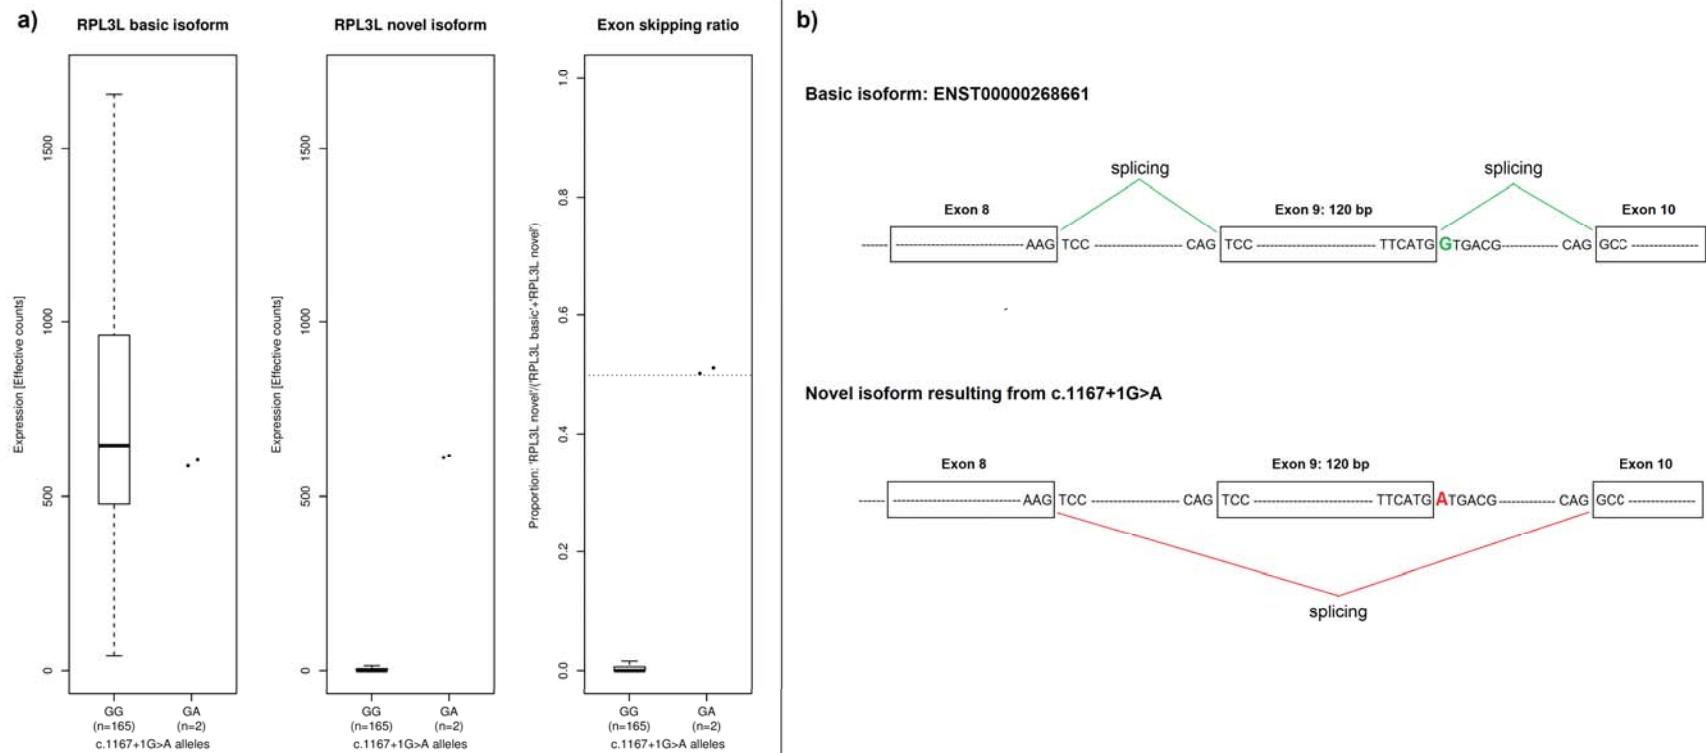 a)
RPL3L basic isoform
RPL3L novel isoform
Exon skipping ratio
Expression [Effective counts]
0
500
1000
1500
GG
(n=165)
GA
(n=2)
c.1167+1G>A alleles
Expression [Effective counts]
0
500
1000
1500
GG
(n=165)
GA
(n=2)
c.1167+1G>A alleles
Proportion: 'RPL3L novel'/('RPL3L basic'+'RPL3L novel')
0.0
0.2
0.4
0.6
0.8
1.0
GG
(n=165)
GA
(n=2)
c.1167+1G>A alleles
b)
Basic isoform: ENST00000268661
splicing
splicing
Exon 8
Exon 9: 120 bp
Exon 10
AAG TCC CAG TCC TTCATG GTGACG CAG GCC
Novel isoform resulting from c.1167+1G>A
Exon 8
Exon 9: 120 bp
Exon 10
AAG TCC CAG TCC TTCATG ATGACG CAG GCC
splicing